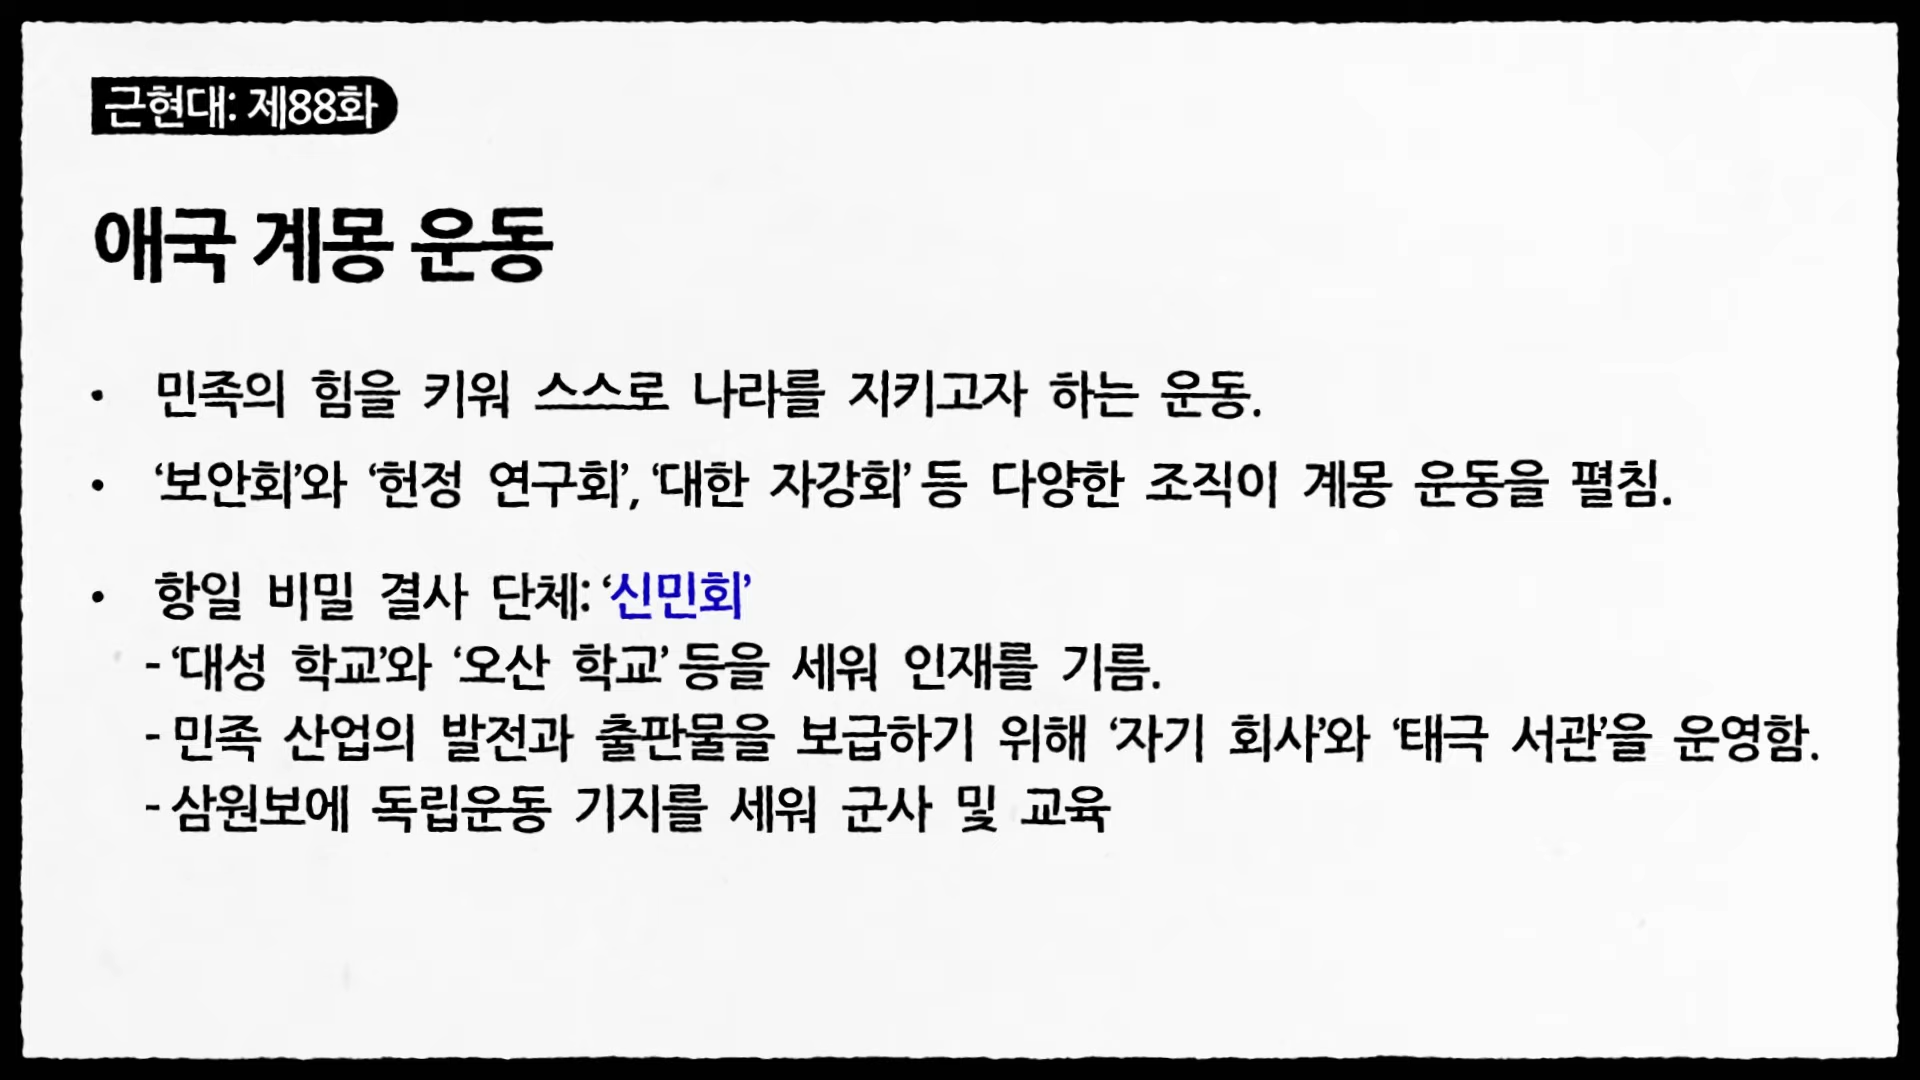 근현대: 제88화
애국 계몽 운동
• 민족의 힘을 키워 스스로 나라를 지키고자 하는 운동.
• ‘보안회’와 ‘헌정 연구회’, ‘대한 자강회’ 등 다양한 조직이 계몽 운동을 펼침.
• 항일 비밀 결사 단체: ‘신민회’
- ‘대성 학교’와 ‘오산 학교’ 등을 세워 인재를 기름.
- 민족 산업의 발전과 출판물을 보급하기 위해 ‘자기 회사’와 ‘태극 서관’을 운영함.
- 삼원보에 독립운동 기지를 세워 군사 및 교육